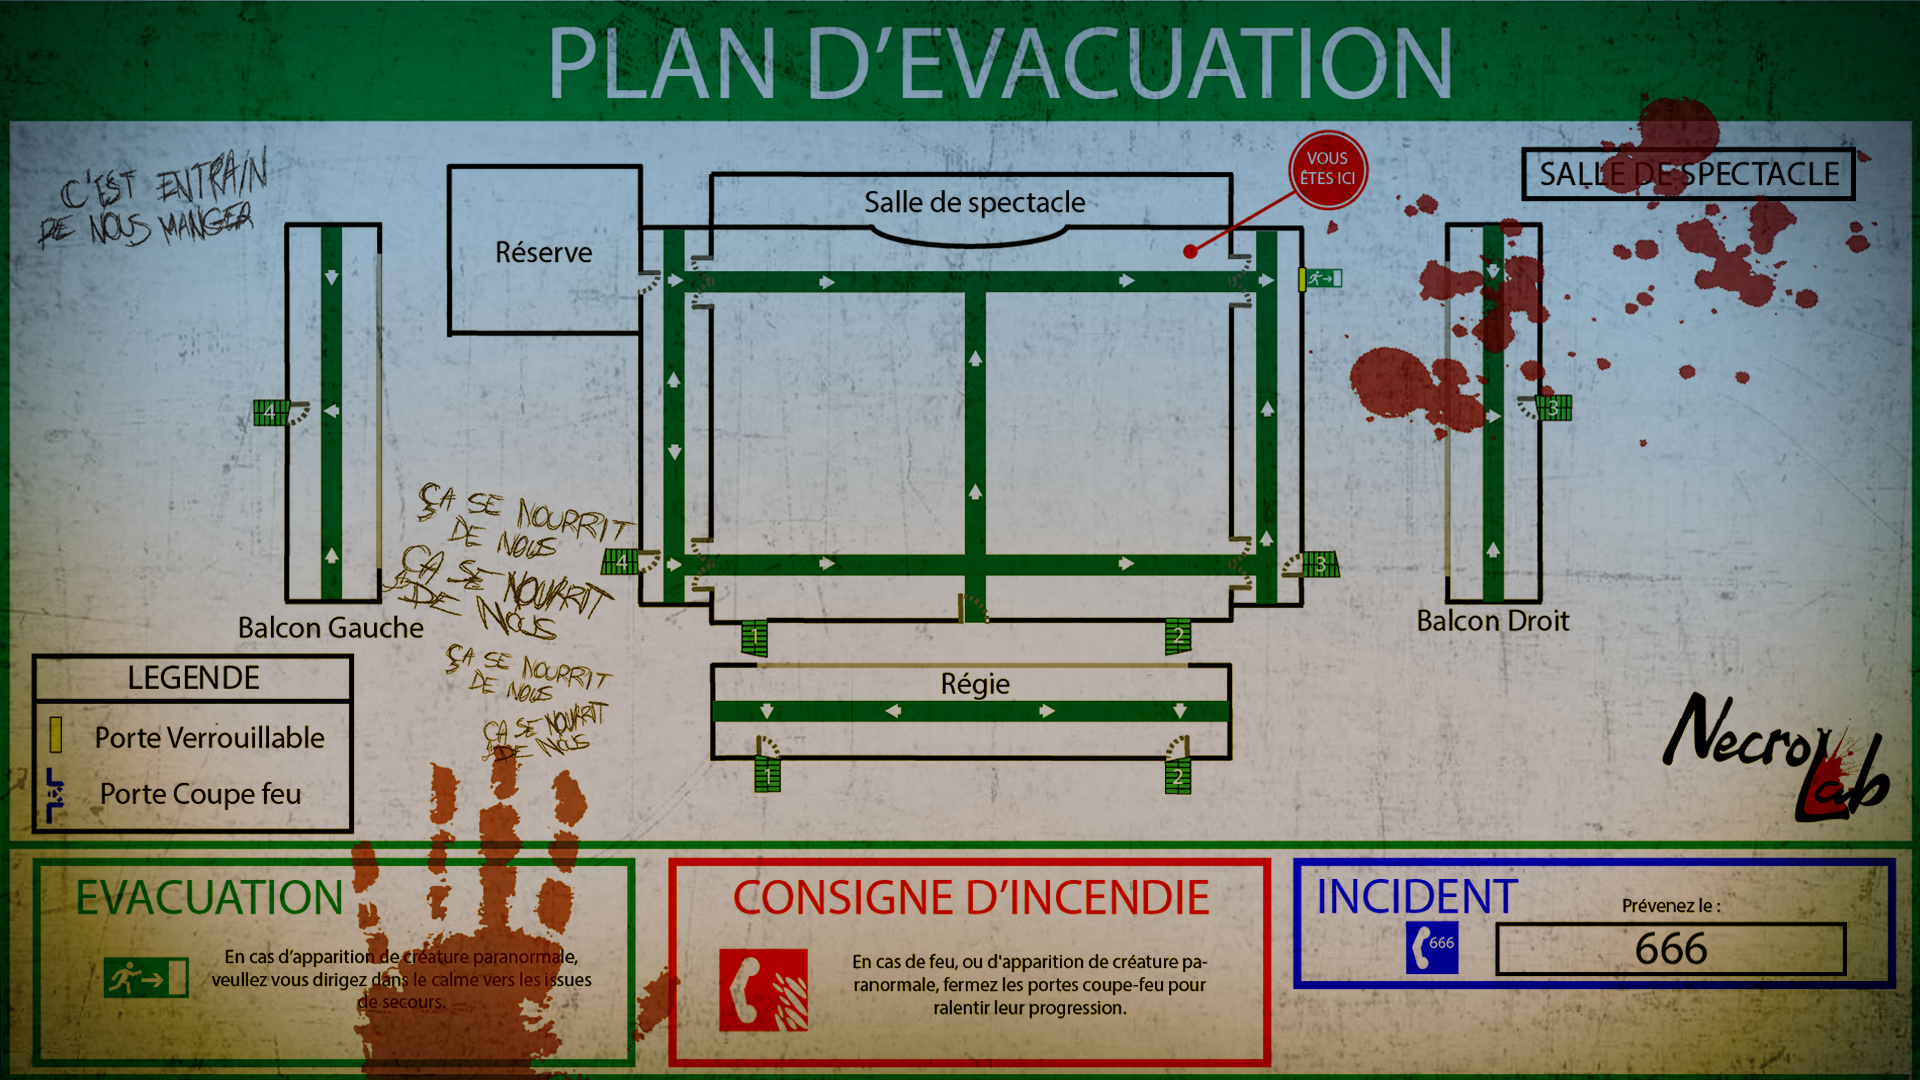 PLAN D'EVACUATION
C'EST ENTRAIN
DE NOUS MANGER
VOUS
ÊTES ICI
SALLE DE SPECTACLE
Salle de spectacle
Réserve
4
4
3
3
ÇA SE NOURRIT
DE NOUS
ÇA SE NOURRIT
DE NOUS
ÇA SE NOURRIT
DE NOUS
ÇA SE NOURRIT
DE NOUS
Balcon Gauche
Balcon Droit
1
2
Régie
1
2
LEGENDE
Porte Verrouillable
Porte Coupe feu
Necro
Lab
EVACUATION
En cas d'apparition de créature paranormale,
veullez vous dirigez dans le calme vers les issues
de secours.
CONSIGNE D'INCENDIE
En cas de feu, ou d'apparition de créature pa-
ranormale, fermez les portes coupe-feu pour
ralentir leur progression.
INCIDENT
Prévenez le :
666
666